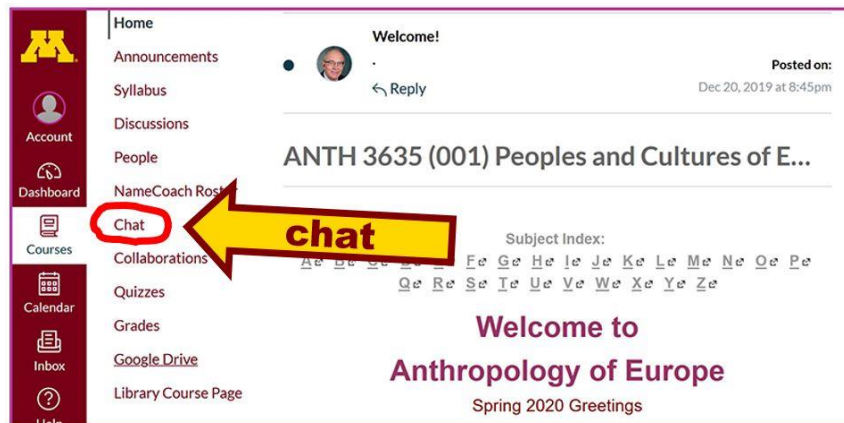 M
Account
Dashboard
Courses
Calendar
Inbox
Home
Announcements
Syllabus
Discussions
People
NameCoach Roster
Chat
Collaborations
Quizzes
Grades
Google Drive
Library Course Page
chat
Welcome!
.
Reply
Posted on:
Dec 20, 2019 at 8:45pm
ANTH 3635 (001) Peoples and Cultures of E...
Subject Index:
F G H I J K L M N O P
Q R S T U V W X Y Z
Welcome to
Anthropology of Europe
Spring 2020 Greetings